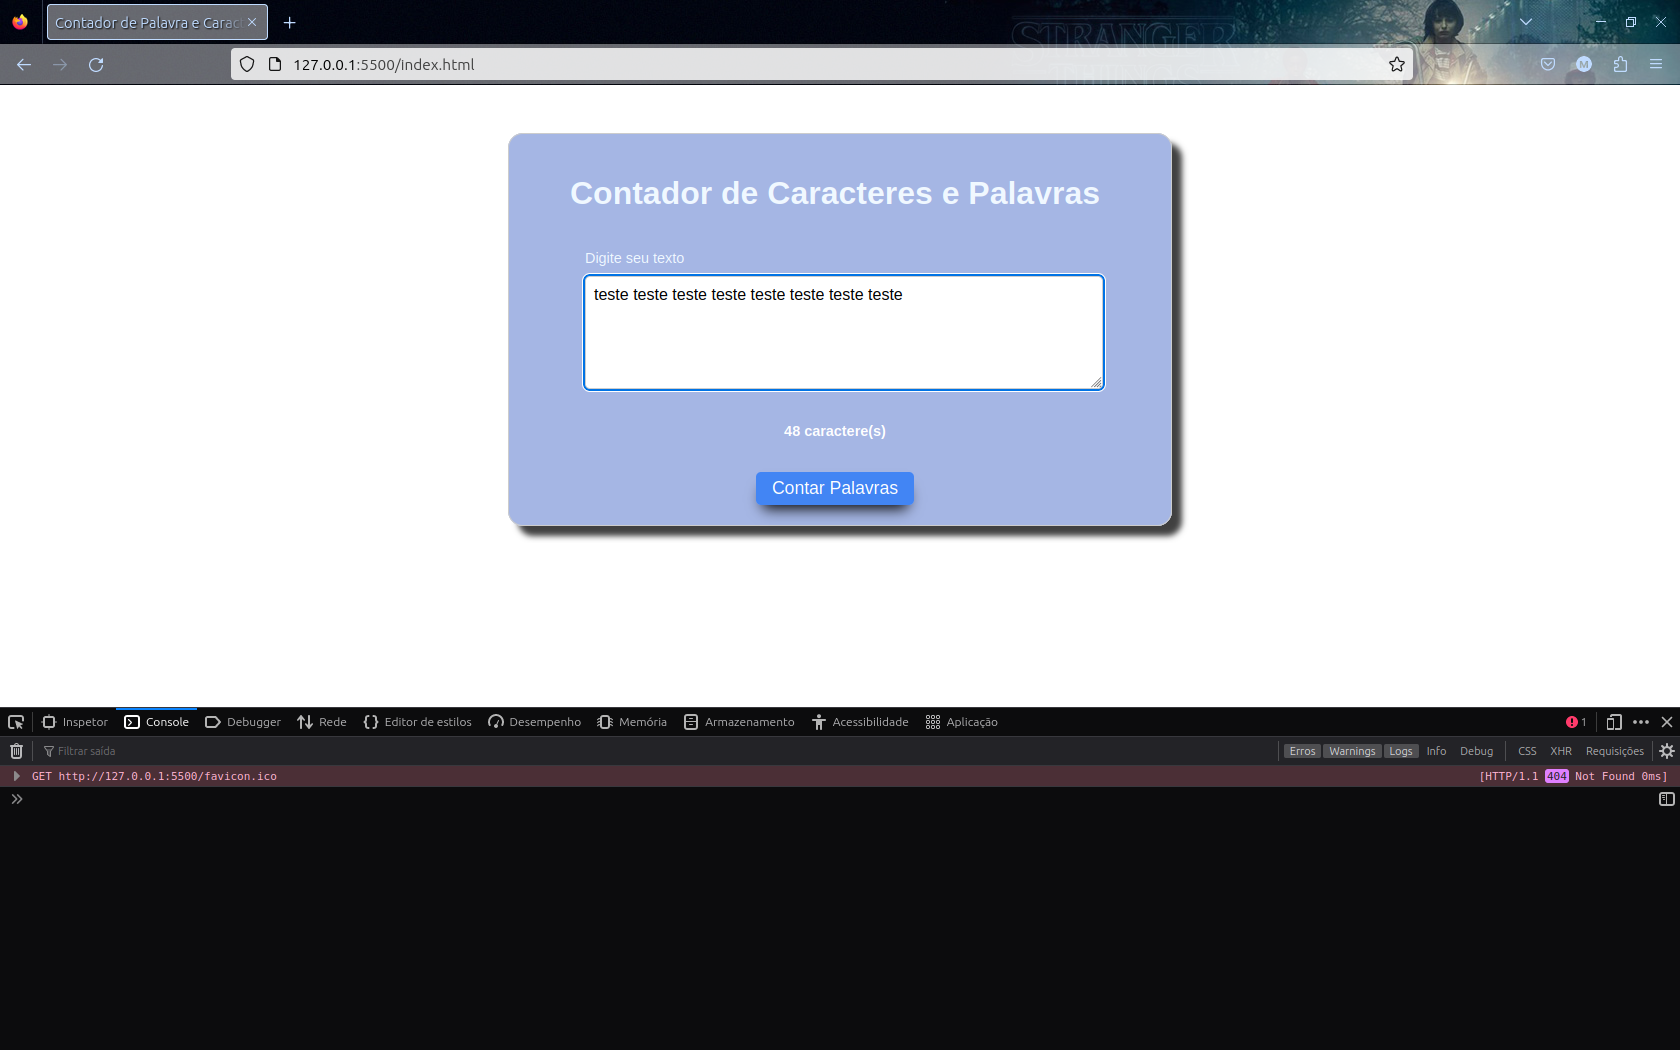 Contador de Palavra e Carac
127.0.0.1:5500/index.html
STRANGER
Contador de Caracteres e Palavras
Digite seu texto
teste teste teste teste teste teste teste teste
48 caractere(s)
Contar Palavras
Inspetor Console Debugger Rede Editor de estilos Desempenho Memória Armazenamento Acessibilidade Aplicação 1
Filtrar saída Erros Warnings Logs Info Debug CSS XHR Requisições
GET http://127.0.0.1:5500/favicon.ico [HTTP/1.1 404 Not Found 0ms]